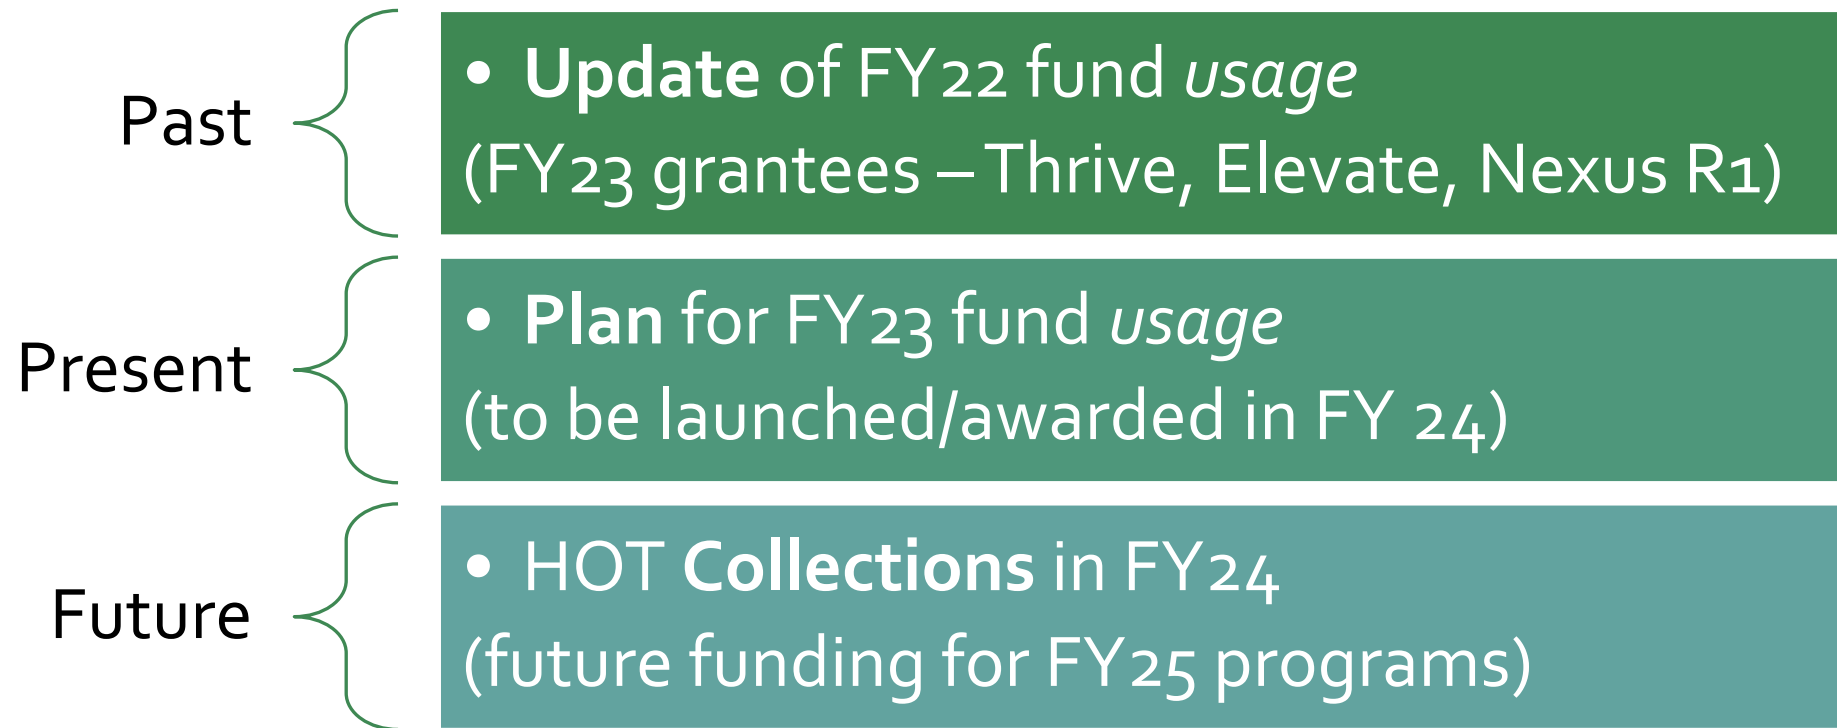 Past
• Update of FY22 fund usage
(FY23 grantees – Thrive, Elevate, Nexus R1)
Present
• Plan for FY23 fund usage
(to be launched/awarded in FY 24)
Future
• HOT Collections in FY24
(future funding for FY25 programs)